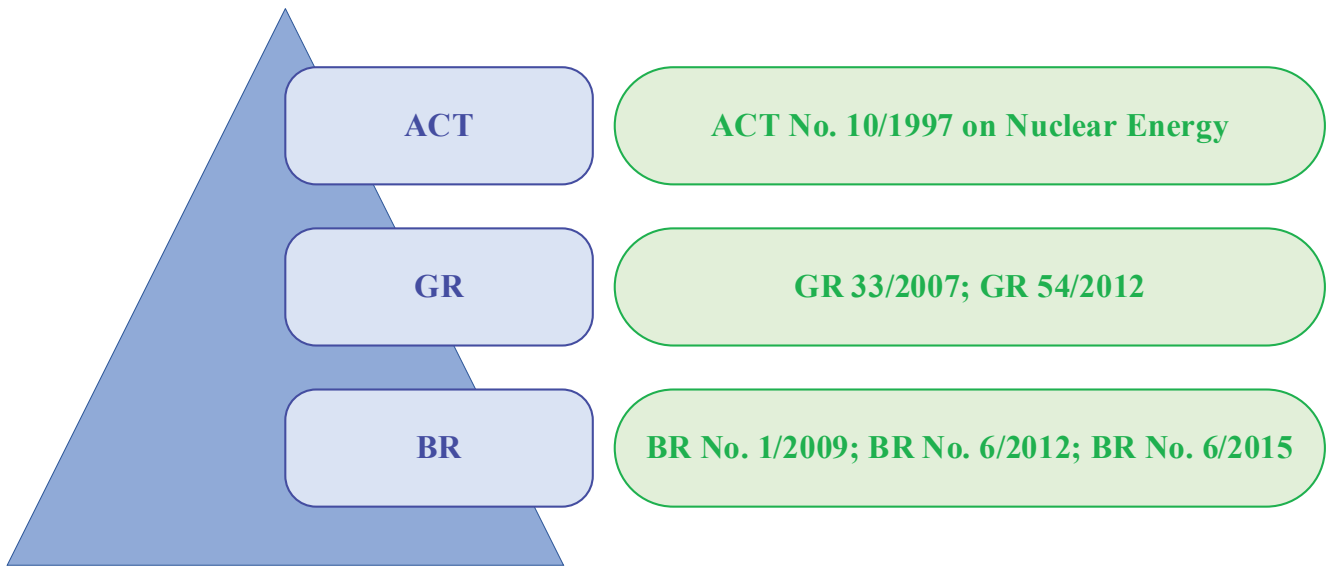 ACT
ACT No. 10/1997 on Nuclear Energy
GR
GR 33/2007; GR 54/2012
BR
BR No. 1/2009; BR No. 6/2012; BR No. 6/2015